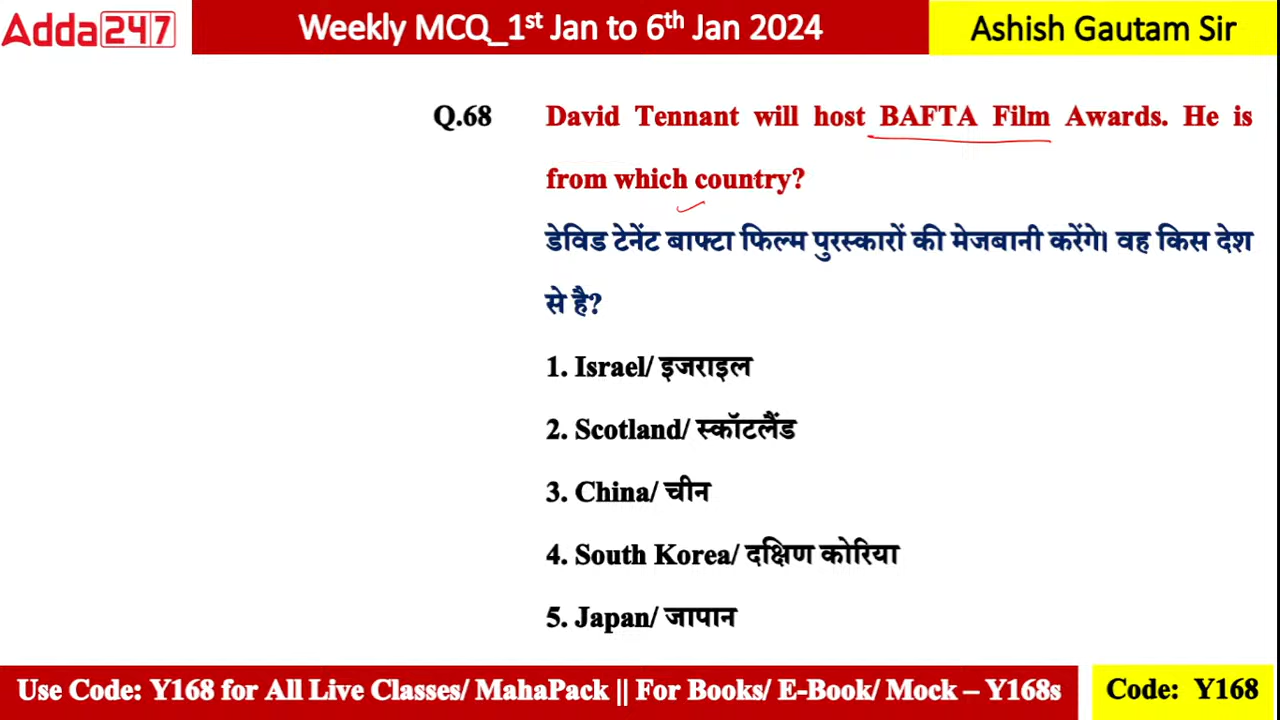 Adda247
Weekly MCQ_1st Jan to 6th Jan 2024
Ashish Gautam Sir
Q.68 David Tennant will host BAFTA Film Awards. He is
from which country?
डेविड टेनेंट बाफ्टा फिल्म पुरस्कारों की मेजबानी करेंगे। वह किस देश
से है?
1. Israel/ इजराइल
2. Scotland/ स्कॉटलैंड
3. China/ चीन
4. South Korea/ दक्षिण कोरिया
5. Japan/ जापान
Use Code: Y168 for All Live Classes/ MahaPack || For Books/ E-Book/ Mock – Y168s
Code: Y168